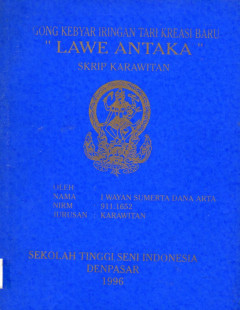 GONG KEBYAR IRINGAN TARI KREASI BARU
" LAWE ANTAKA "
SKRIP KARAWITAN
OLEH
NAMA : I WAYAN SUMERTA DANA ARTA
NIRM
JURUSAN : KARAWITAN
SEKOLAH TINGGI SENI INDONESIA
DENPASAR
1996